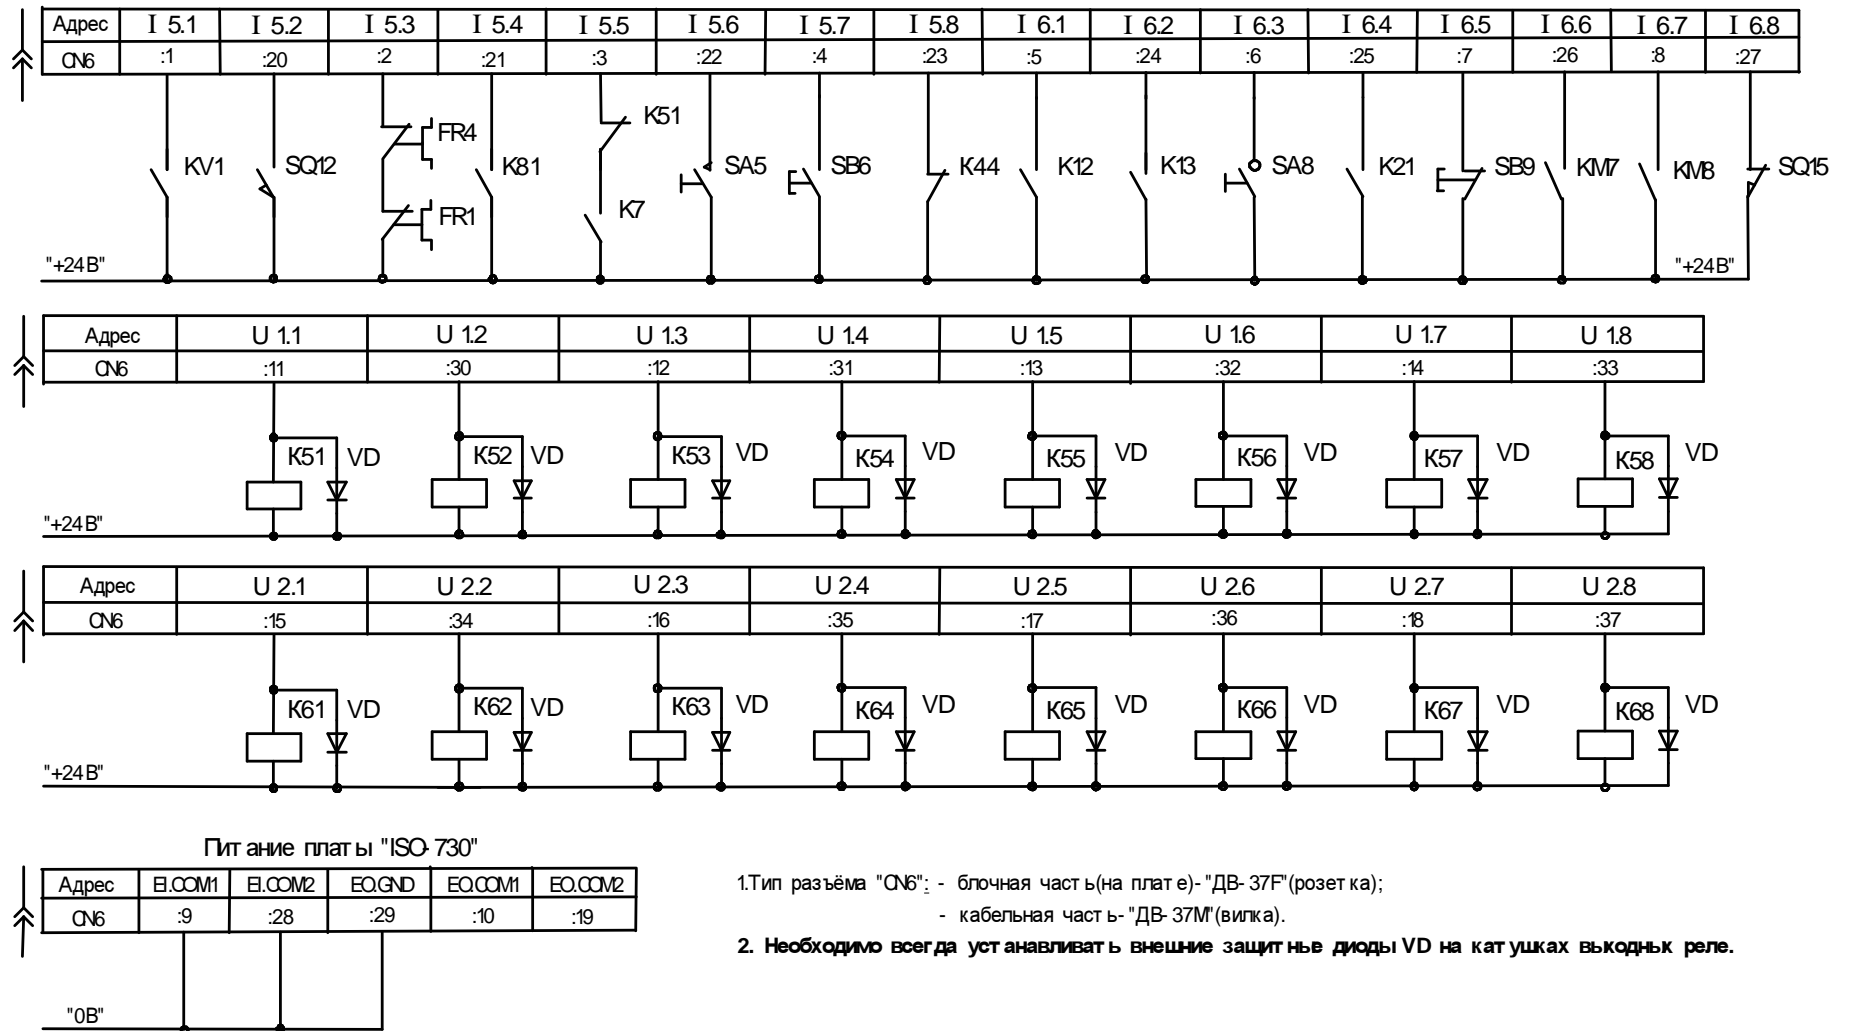 Адрес I 5.1 I 5.2 I 5.3 I 5.4 I 5.5 I 5.6 I 5.7 I 5.8 I 6.1 I 6.2 I 6.3 I 6.4 I 6.5 I 6.6 I 6.7 I 6.8
CN6 :1 :20 :2 :21 :3 :22 :4 :23 :5 :24 :6 :25 :7 :26 :8 :27
K51
FR4
KV1 SQ12 K81 SA5 SB6 K44 K12 K13 SA8 K21 SB9 KM7 KM8 SQ15
FR1 K7
"+24В" "+24В"
Адрес U 1.1 U 1.2 U 1.3 U 1.4 U 1.5 U 1.6 U 1.7 U 1.8
CN6 :11 :30 :12 :31 :13 :32 :14 :33
K51 VD K52 VD K53 VD K54 VD K55 VD K56 VD K57 VD K58 VD
"+24В"
Адрес U 2.1 U 2.2 U 2.3 U 2.4 U 2.5 U 2.6 U 2.7 U 2.8
CN6 :15 :34 :16 :35 :17 :36 :18 :37
K61 VD K62 VD K63 VD K64 VD K65 VD K66 VD K67 VD K68 VD
"+24В"
Питание платы "ISO-730"
Адрес EI.COM1 EI.COM2 EO.GND EO.COM1 EO.COM2
CN6 :9 :28 :29 :10 :19
"0В"
1.Тип разъёма "CN6": - блочная часть(на плате)-"ДВ-37F"(розетка);
- кабельная часть-"ДВ-37М"(вилка).
2. Необходимо всегда устанавливать внешние защитные диоды VD на катушках выходных реле.